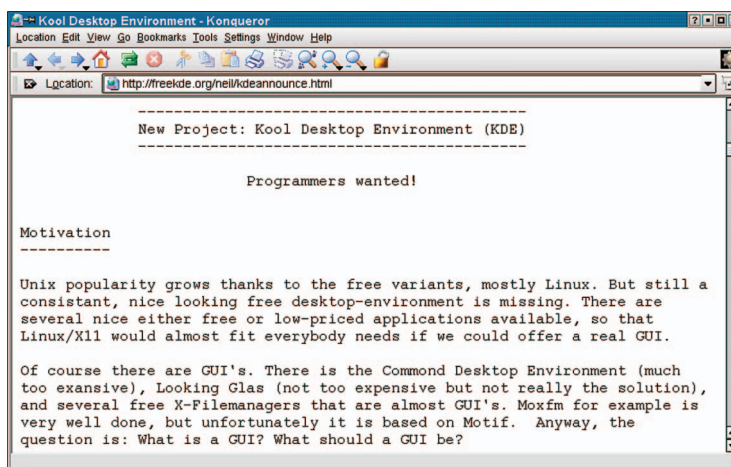 Kool Desktop Environment - Konqueror
Location Edit View Go Bookmarks Tools Settings Window Help
Location: http://freekde.org/neil/kdeannounce.html
-------------------------------------------
New Project: Kool Desktop Environment (KDE)
-------------------------------------------
Programmers wanted!
Motivation
----------
Unix popularity grows thanks to the free variants, mostly Linux. But still a
consistant, nice looking free desktop-environment is missing. There are
several nice either free or low-priced applications available, so that
Linux/X11 would almost fit everybody needs if we could offer a real GUI.
Of course there are GUI's. There is the Commond Desktop Environment (much
too exansive), Looking Glas (not too expensive but not really the solution),
and several free X-Filemanagers that are almost GUI's. Moxfm for example is
very well done, but unfortunately it is based on Motif.  Anyway, the
question is: What is a GUI? What should a GUI be?